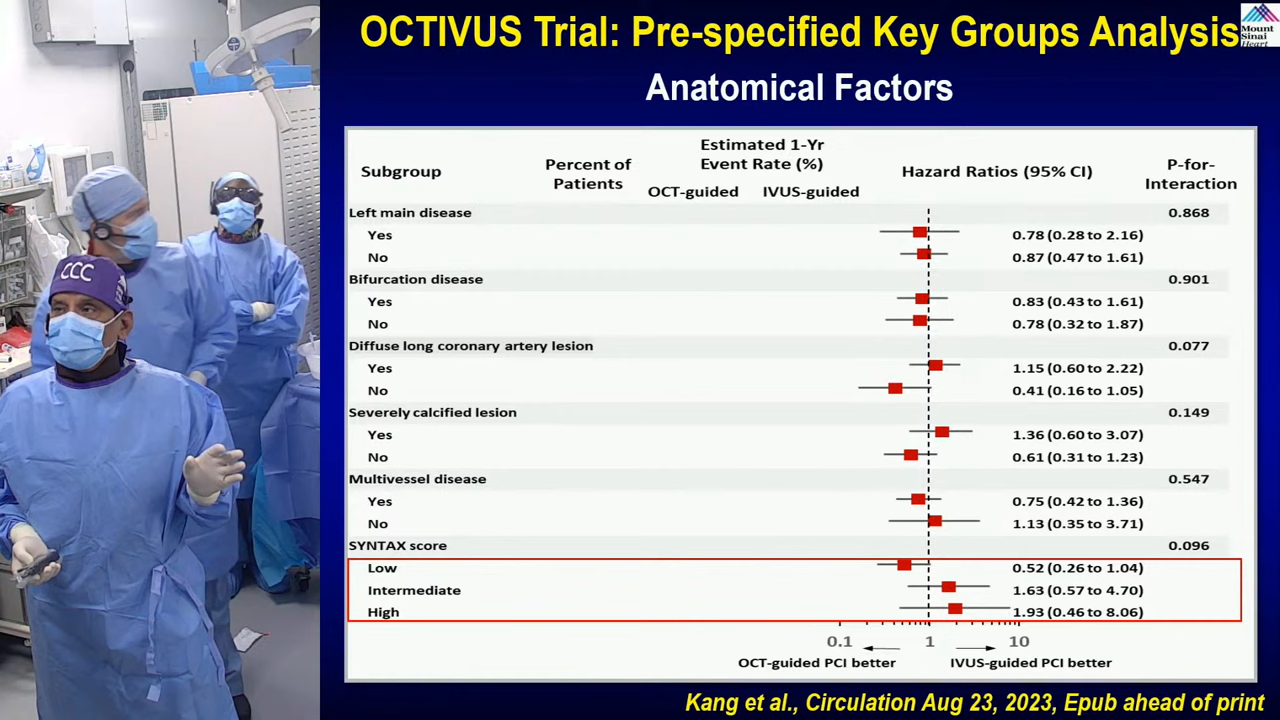 OCTIVUS Trial: Pre-specified Key Groups Analysis
Mount
Sinai
Heart
Anatomical Factors
Subgroup
Percent of
Patients
Estimated 1-Yr
Event Rate (%)
OCT-guided IVUS-guided
Hazard Ratios (95% CI)
P-for-
Interaction
Left main disease 0.868
Yes 0.78 (0.28 to 2.16)
No 0.87 (0.47 to 1.61)
Bifurcation disease 0.901
Yes 0.83 (0.43 to 1.61)
No 0.78 (0.32 to 1.87)
Diffuse long coronary artery lesion 0.077
Yes 1.15 (0.60 to 2.22)
No 0.41 (0.16 to 1.05)
Severely calcified lesion 0.149
Yes 1.36 (0.60 to 3.07)
No 0.61 (0.31 to 1.23)
Multivessel disease 0.547
Yes 0.75 (0.42 to 1.36)
No 1.13 (0.35 to 3.71)
SYNTAX score 0.096
Low 0.52 (0.26 to 1.04)
Intermediate 1.63 (0.57 to 4.70)
High 1.93 (0.46 to 8.06)
0.1 1 10
OCT-guided PCI better IVUS-guided PCI better
Kang et al., Circulation Aug 23, 2023, Epub ahead of print
CCC